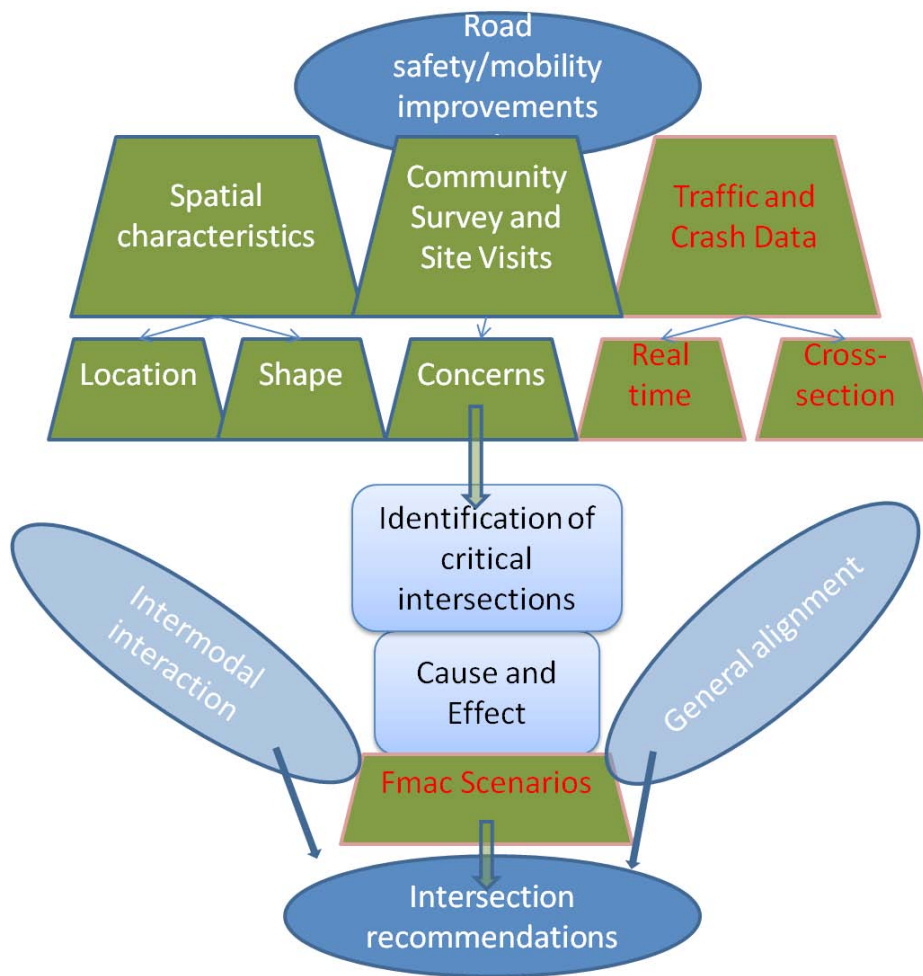 Road
safety/mobility
improvements
Spatial
characteristics
Community
Survey and
Site Visits
Traffic and
Crash Data
Location
Shape
Concerns
Real
time
Cross-
section
Identification of
critical
intersections
Intermodal
interaction
General alignment
Cause and
Effect
Fmac Scenarios
Intersection
recommendations